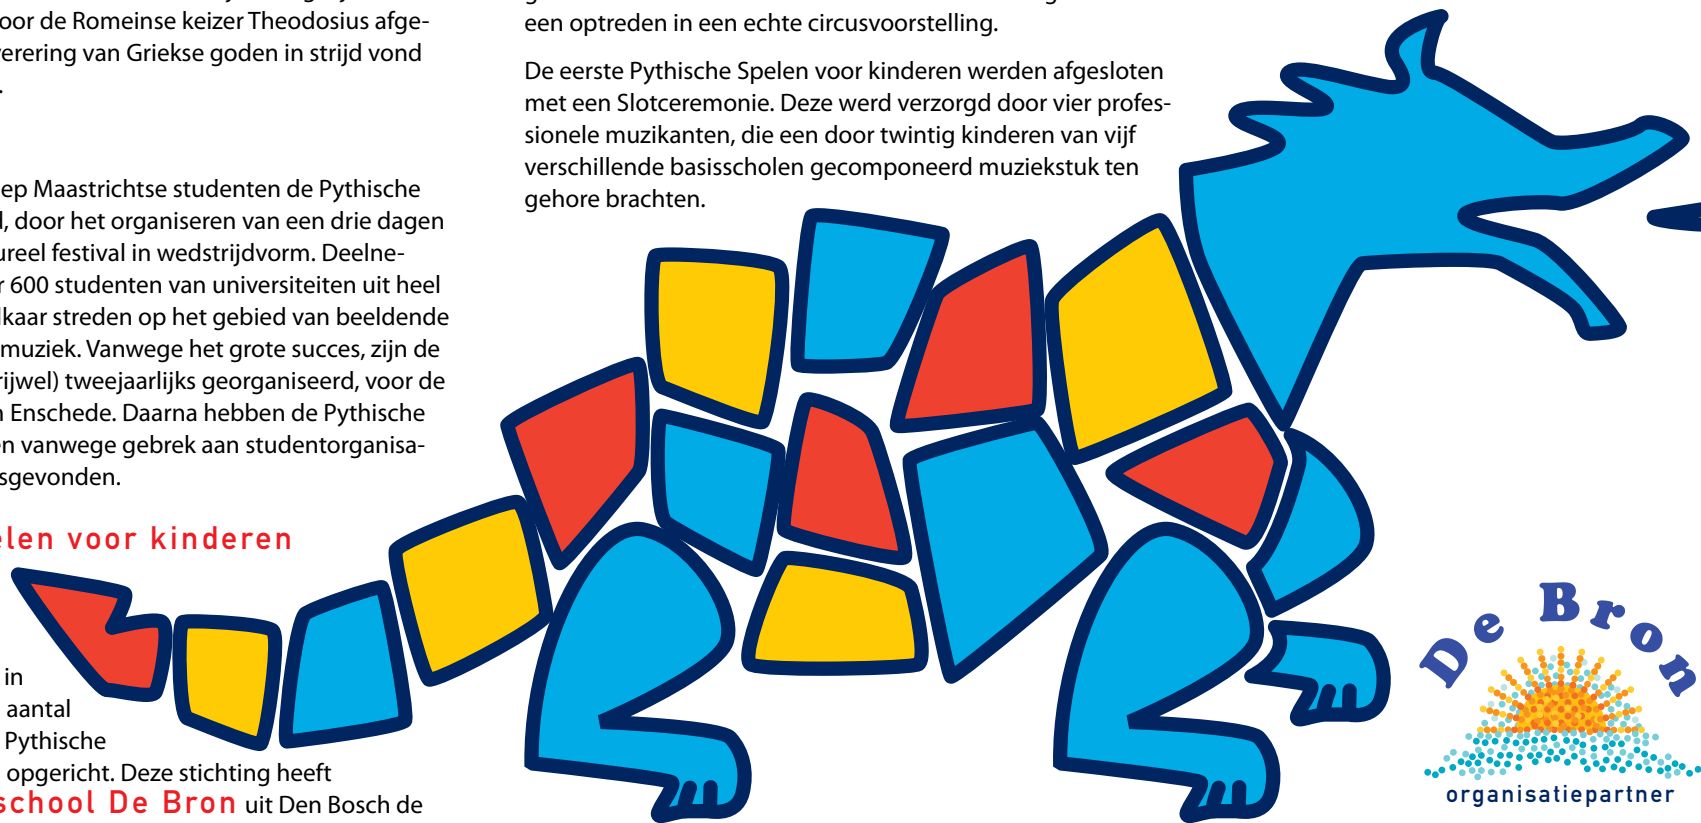 oor de Romeinse keizer Theodosius afge-
verering van Griekse goden in strijd vond
ep Maastrichtse studenten de Pythische
, door het organiseren van een drie dagen
ureel festival in wedstrijdvorm. Deelne-
r 600 studenten van universiteiten uit heel
lkaar streden op het gebied van beeldende
muziek. Vanwege het grote succes, zijn de
rijwel) tweejaarlijks georganiseerd, voor de
n Enschede. Daarna hebben de Pythische
en vanwege gebrek aan studentorganisa-
sgevonden.
elen voor kinderen
in
aantal
Pythische
opgericht. Deze stichting heeft
school De Bron uit Den Bosch de
een optreden in een echte circusvoorstelling.
De eerste Pythische Spelen voor kinderen werden afgesloten
met een Slotceremonie. Deze werd verzorgd door vier profes-
sionele muzikanten, die een door twintig kinderen van vijf
verschillende basisscholen gecomponeerd muziekstuk ten
gehore brachten.
De Bron
organisatiepartner